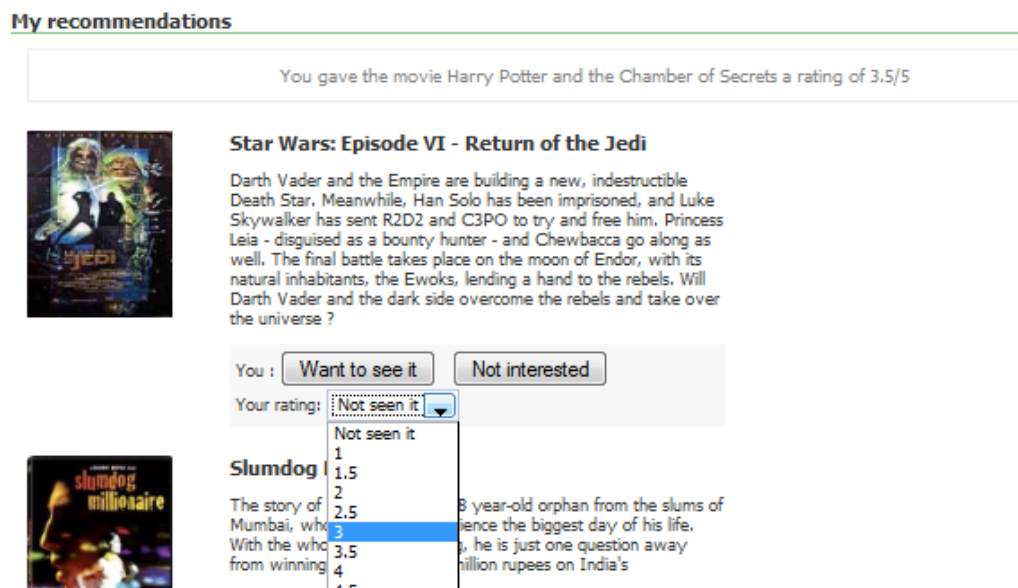 My recommendations
You gave the movie Harry Potter and the Chamber of Secrets a rating of 3.5/5
Star Wars: Episode VI - Return of the Jedi
Darth Vader and the Empire are building a new, indestructible
Death Star. Meanwhile, Han Solo has been imprisoned, and Luke
Skywalker has sent R2D2 and C3PO to try and free him. Princess
Leia - disguised as a bounty hunter - and Chewbacca go along as
well. The final battle takes place on the moon of Endor, with its
natural inhabitants, the Ewoks, lending a hand to the rebels. Will
Darth Vader and the dark side overcome the rebels and take over
the universe ?
JEDI
You : Want to see it Not interested
Your rating: Not seen it
Not seen it
1
1.5
2
2.5
3
3.5
4
4.5
slumdog
millionaire
Slumdog
The story of 8 year-old orphan from the slums of
Mumbai, ience the biggest day of his life.
With the , he is just one question away
from winning illion rupees on India's